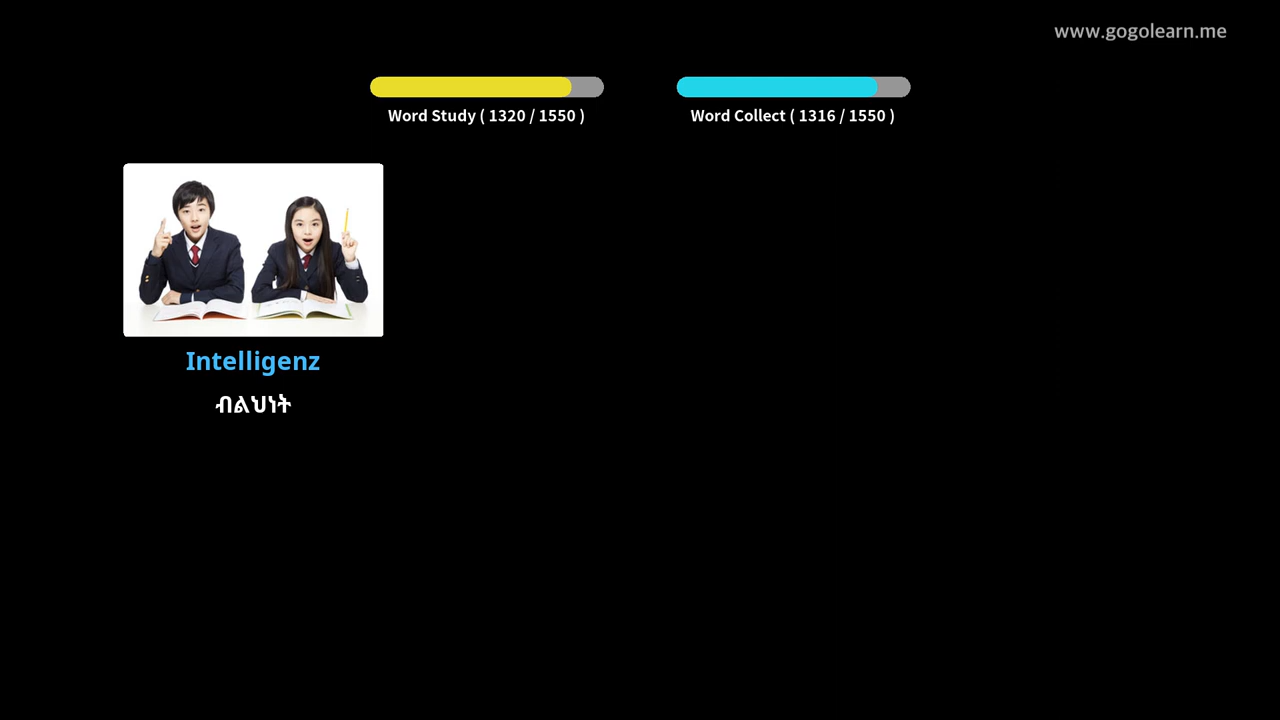 www.gogolearn.me
Word Study ( 1320 / 1550 )
Word Collect ( 1316 / 1550 )
Intelligenz
ብልህነት